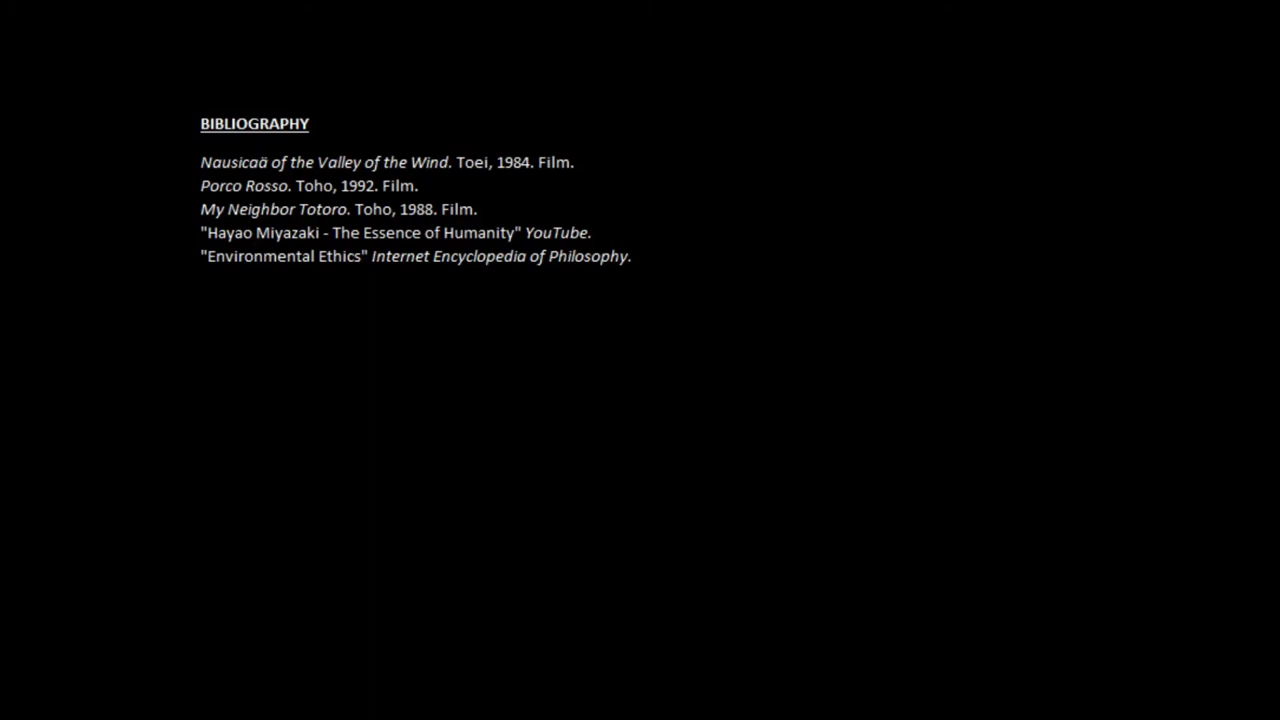 BIBLIOGRAPHY
Nausicaä of the Valley of the Wind. Toei, 1984. Film.
Porco Rosso. Toho, 1992. Film.
My Neighbor Totoro. Toho, 1988. Film.
"Hayao Miyazaki - The Essence of Humanity" YouTube.
"Environmental Ethics" Internet Encyclopedia of Philosophy.